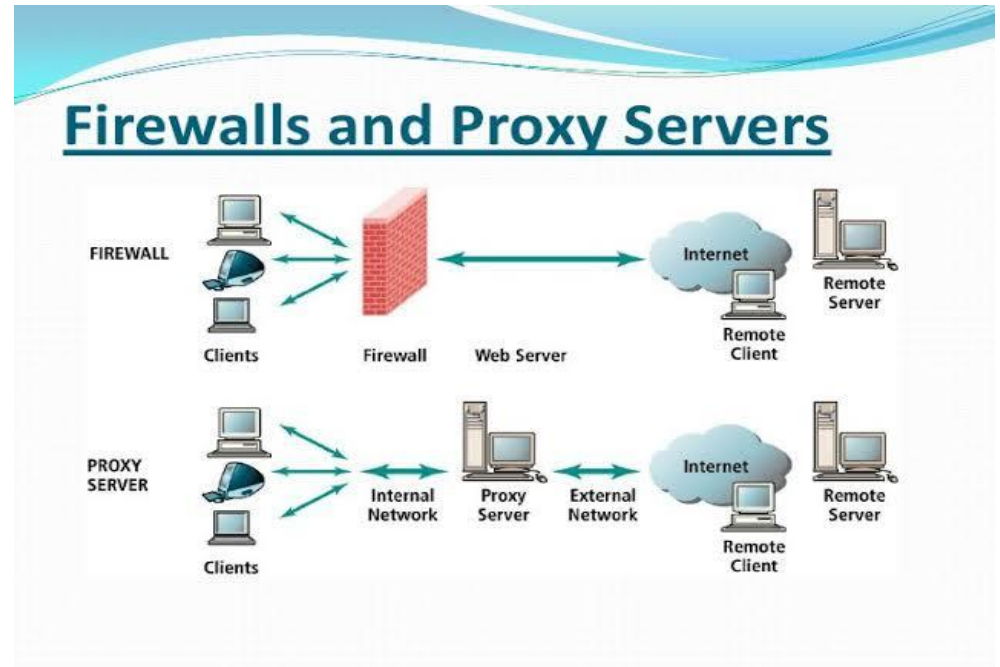 Firewalls and Proxy Servers
FIREWALL
Clients
Firewall
Web Server
Internet
Remote
Client
Remote
Server
PROXY
SERVER
Clients
Internal
Network
Proxy
Server
External
Network
Internet
Remote
Client
Remote
Server